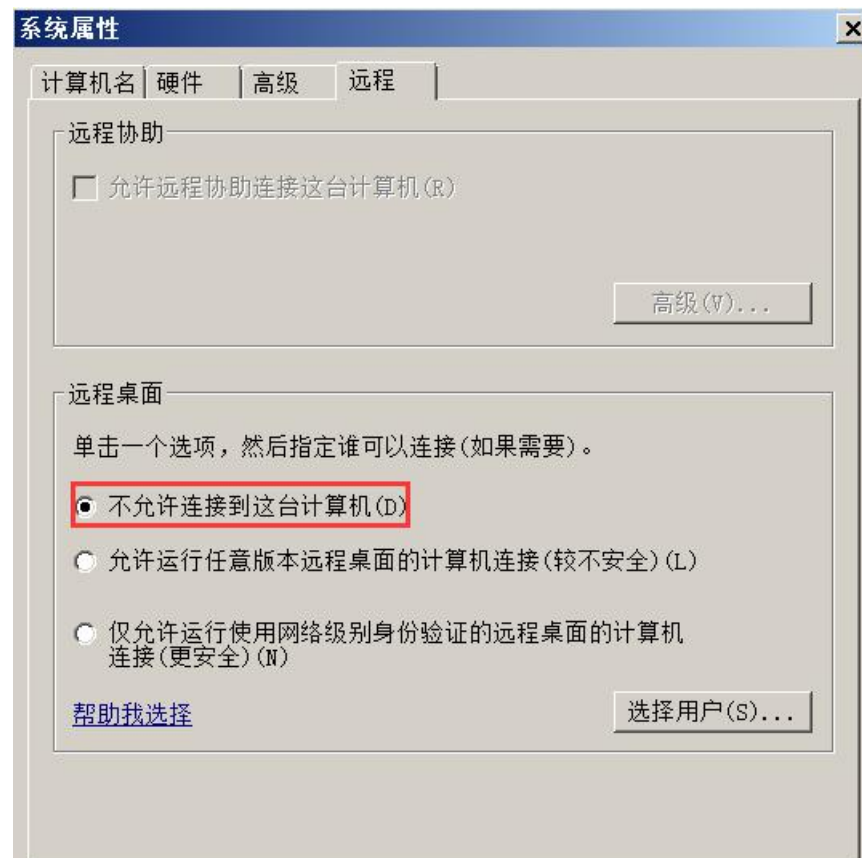 系统属性
计算机名 硬件 高级 远程
远程协助
允许远程协助连接这台计算机(R)
高级(V)...
远程桌面
单击一个选项，然后指定谁可以连接(如果需要)。
不允许连接到这台计算机(D)
允许运行任意版本远程桌面的计算机连接(较不安全)(L)
仅允许运行使用网络级别身份验证的远程桌面的计算机
连接(更安全)(N)
帮助我选择
选择用户(S)...